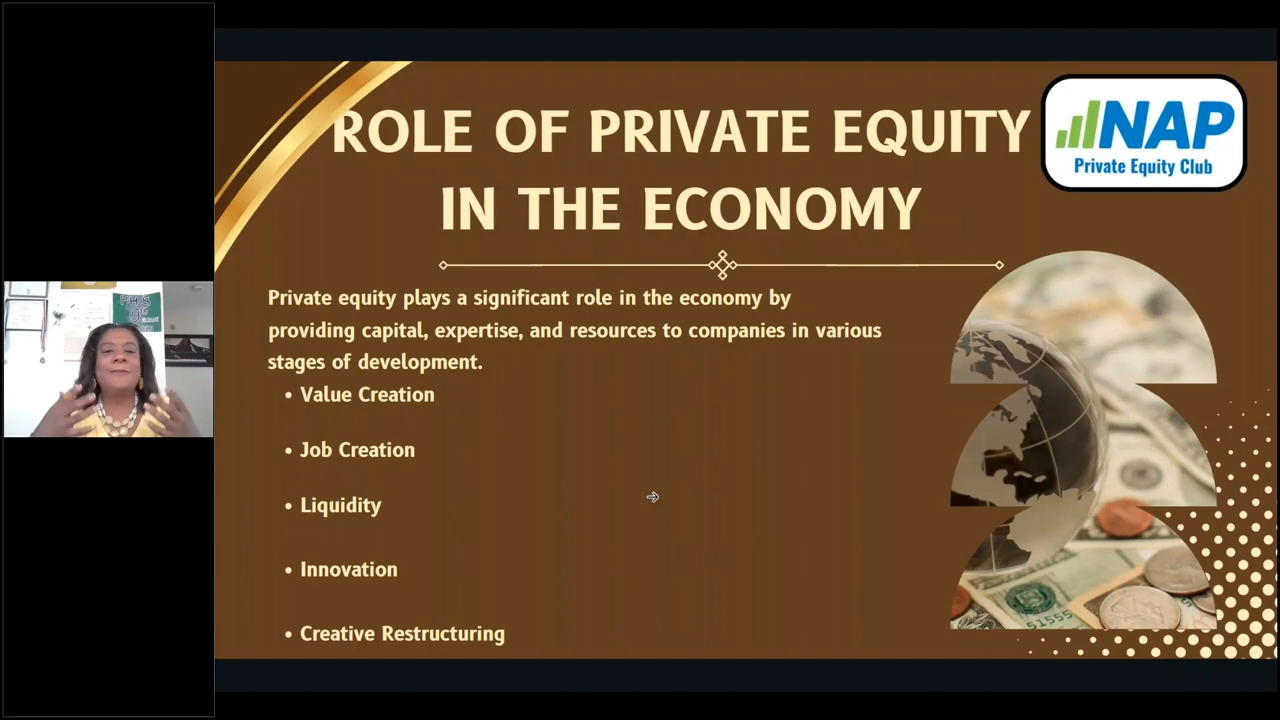 ROLE OF PRIVATE EQUITY
IN THE ECONOMY
NAP
Private Equity Club
Private equity plays a significant role in the economy by
providing capital, expertise, and resources to companies in various
stages of development.
• Value Creation
• Job Creation
• Liquidity
• Innovation
• Creative Restructuring
PHS